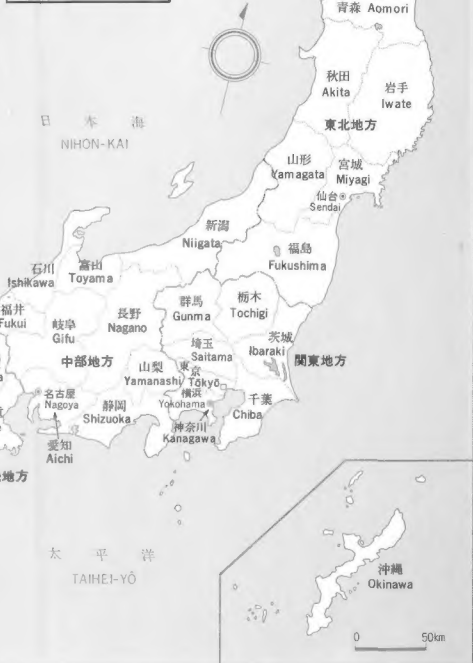 青森 Aomori
秋田
Akita
岩手
Iwate
東北地方
日本海
NIHON-KAI
山形
Yamagata
宮城
Miyagi
仙台
Sendai
新潟
Niigata
福島
Fukushima
石川
Ishikawa
富山
Toyama
福井
Fukui
岐阜
Gifu
長野
Nagano
群馬
Gunma
栃木
Tochigi
茨城
Ibaraki
埼玉
Saitama
関東地方
中部地方
山梨
Yamanashi
東京
Tōkyō
横浜
Yokohama
千葉
Chiba
神奈川
Kanagawa
名古屋
Nagoya
静岡
Shizuoka
愛知
Aichi
地方
太平洋
TAIHEI-YŌ
沖縄
Okinawa
0 50km